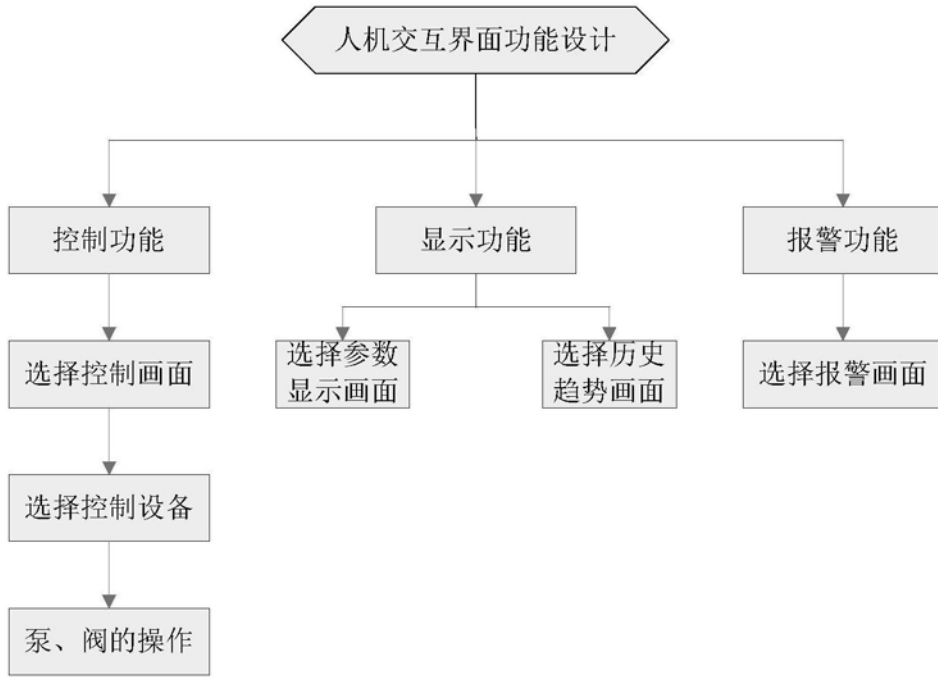 人机交互界面功能设计
控制功能
显示功能
报警功能
选择控制画面
选择参数
显示画面
选择历史
趋势画面
选择报警画面
选择控制设备
泵、阀的操作